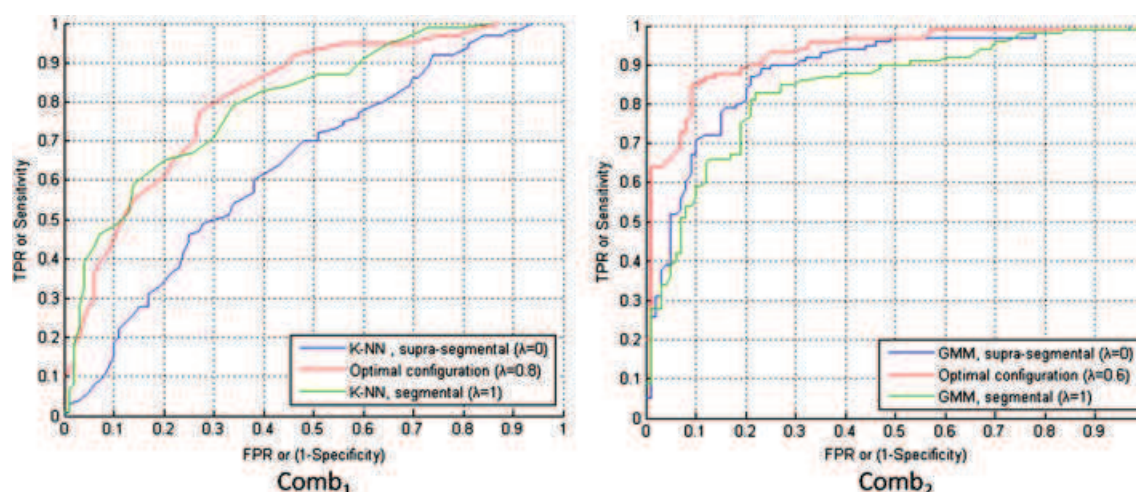 1
0.9
0.8
0.7
0.6
0.5
0.4
0.3
0.2
0.1
0
TPR or Sensitivity
K-NN , supra-segmental (λ=0)
Optimal configuration (λ=0.8)
K-NN, segmental (λ=1)
0 0.1 0.2 0.3 0.4 0.5 0.6 0.7 0.8 0.9 1
FPR or (1-Specificity)
Comb1
1
0.9
0.8
0.7
0.6
0.5
0.4
0.3
0.2
0.1
0
TPR or Sensitivity
GMM, supra-segmental (λ=0)
Optimal configuration (λ=0.6)
GMM, segmental (λ=1)
0 0.1 0.2 0.3 0.4 0.5 0.6 0.7 0.8 0.9
FPR or (1-Specificity)
Comb2